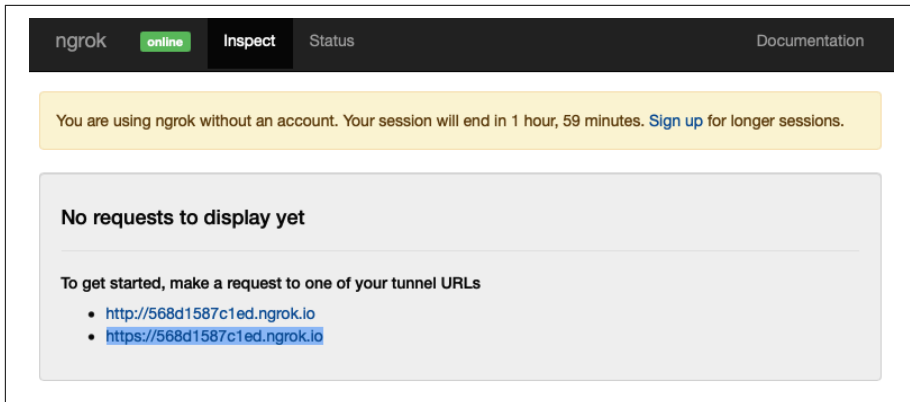 ngrok online Inspect Status Documentation
You are using ngrok without an account. Your session will end in 1 hour, 59 minutes. Sign up for longer sessions.
No requests to display yet
To get started, make a request to one of your tunnel URLs
• http://568d1587c1ed.ngrok.io
• https://568d1587c1ed.ngrok.io